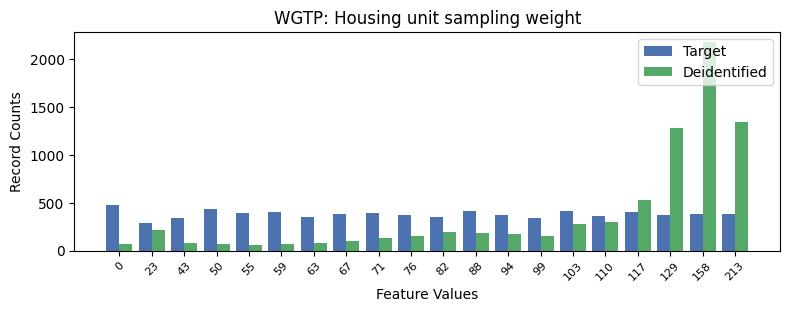 WGTP: Housing unit sampling weight
Target
Deidentified
Record Counts
2000
1500
1000
500
0
0 23 43 50 55 59 63 67 71 76 82 88 94 99 103 110 117 129 158 213
Feature Values